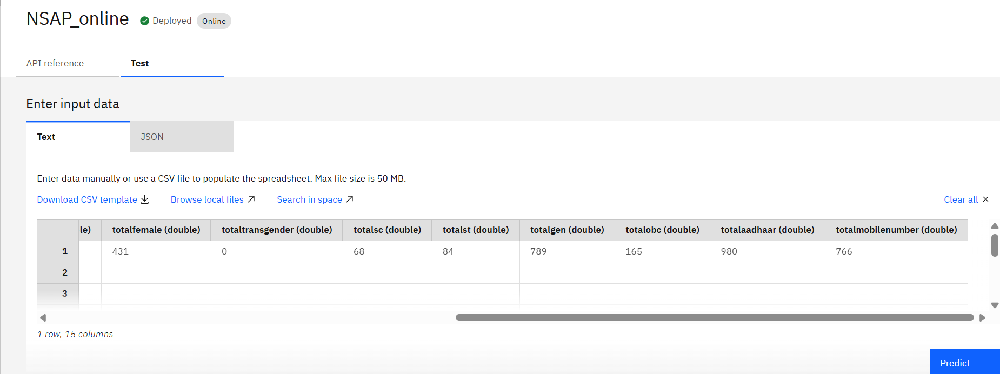 NSAP_online Deployed Online
API reference Test
Enter input data
Text JSON
Enter data manually or use a CSV file to populate the spreadsheet. Max file size is 50 MB.
Download CSV template Browse local files Search in space Clear all
totalfemale (double) totaltransgender (double) totalsc (double) totalst (double) totalgen (double) totalobc (double) totalaadhaar (double) totalmobilenumber (double)
1 431 0 68 84 789 165 980 766
2
3
1 row, 15 columns
Predict